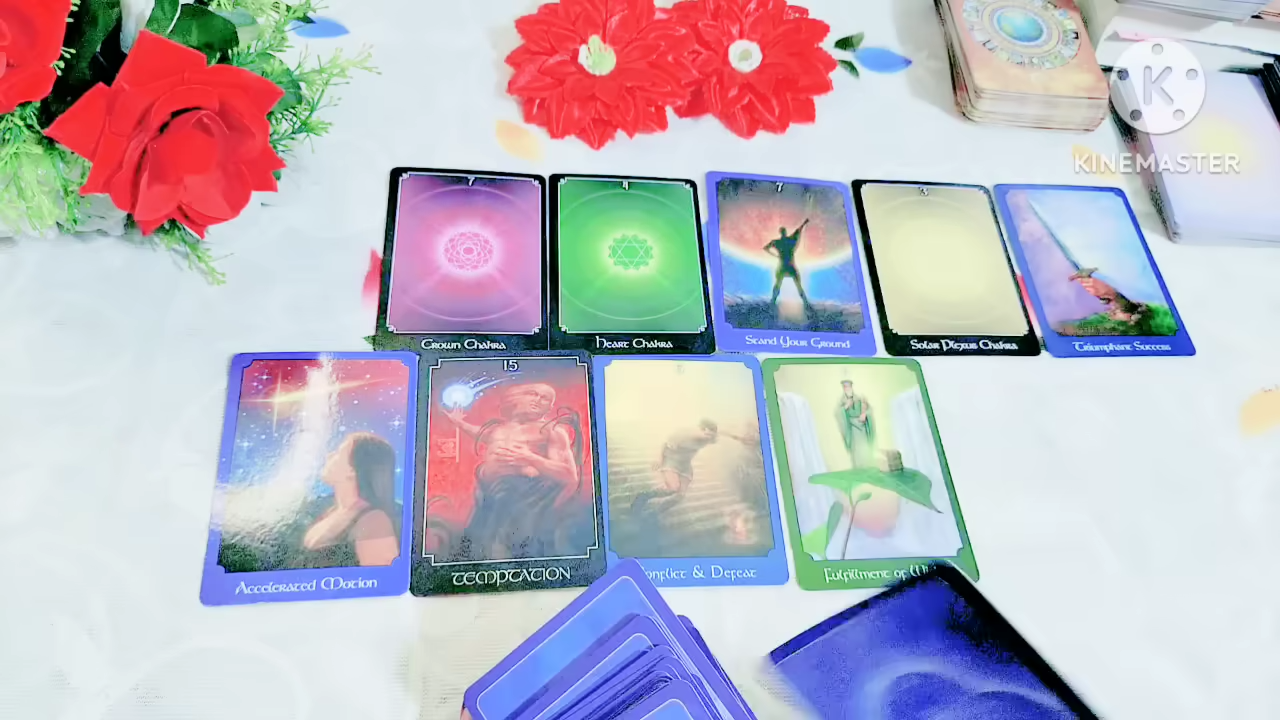 K
KINEMASTER
7
Crown Chakra
4
Heart Chakra
7
Stand Your Ground
3
Solar Plexus Chakra
Triumphant Success
Accelerated Motion
15
TEMPTATION
Conflict & Defeat
Fulfillment of